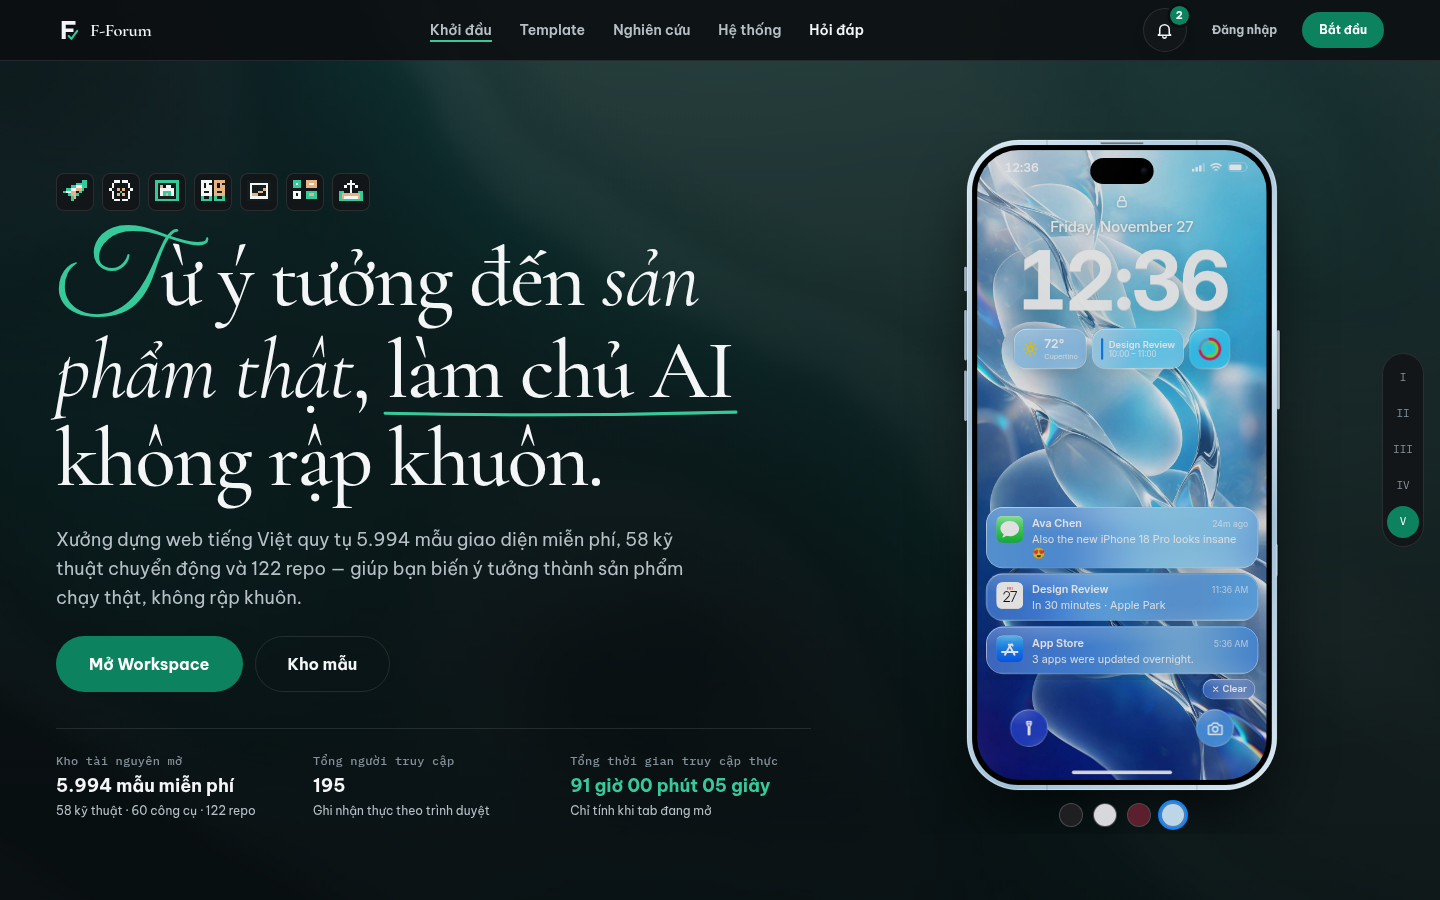 F-Forum
Khởi đầu
Template
Nghiên cứu
Hệ thống
Hỏi đáp
2
Đăng nhập
Bắt đầu
Từ ý tưởng đến sản
phẩm thật, làm chủ AI
không rập khuôn.
Xưởng dựng web tiếng Việt quy tụ 5.994 mẫu giao diện miễn phí, 58 kỹ
thuật chuyển động và 122 repo — giúp bạn biến ý tưởng thành sản phẩm
chạy thật, không rập khuôn.
Mở Workspace
Kho mẫu
Kho tài nguyên mở
5.994 mẫu miễn phí
58 kỹ thuật · 60 công cụ · 122 repo
Tổng người truy cập
195
Ghi nhận thực theo trình duyệt
Tổng thời gian truy cập thực
91 giờ 00 phút 05 giây
Chỉ tính khi tab đang mở
12:36
Friday, November 27
12:36
72°
Cupertino
Design Review
10:00 – 11:00
Ava Chen
24m ago
Also the new iPhone 18 Pro looks insane
😍
27
Design Review
11:36 AM
In 30 minutes · Apple Park
App Store
5:36 AM
3 apps were updated overnight.
× Clear
I
II
III
IV
V